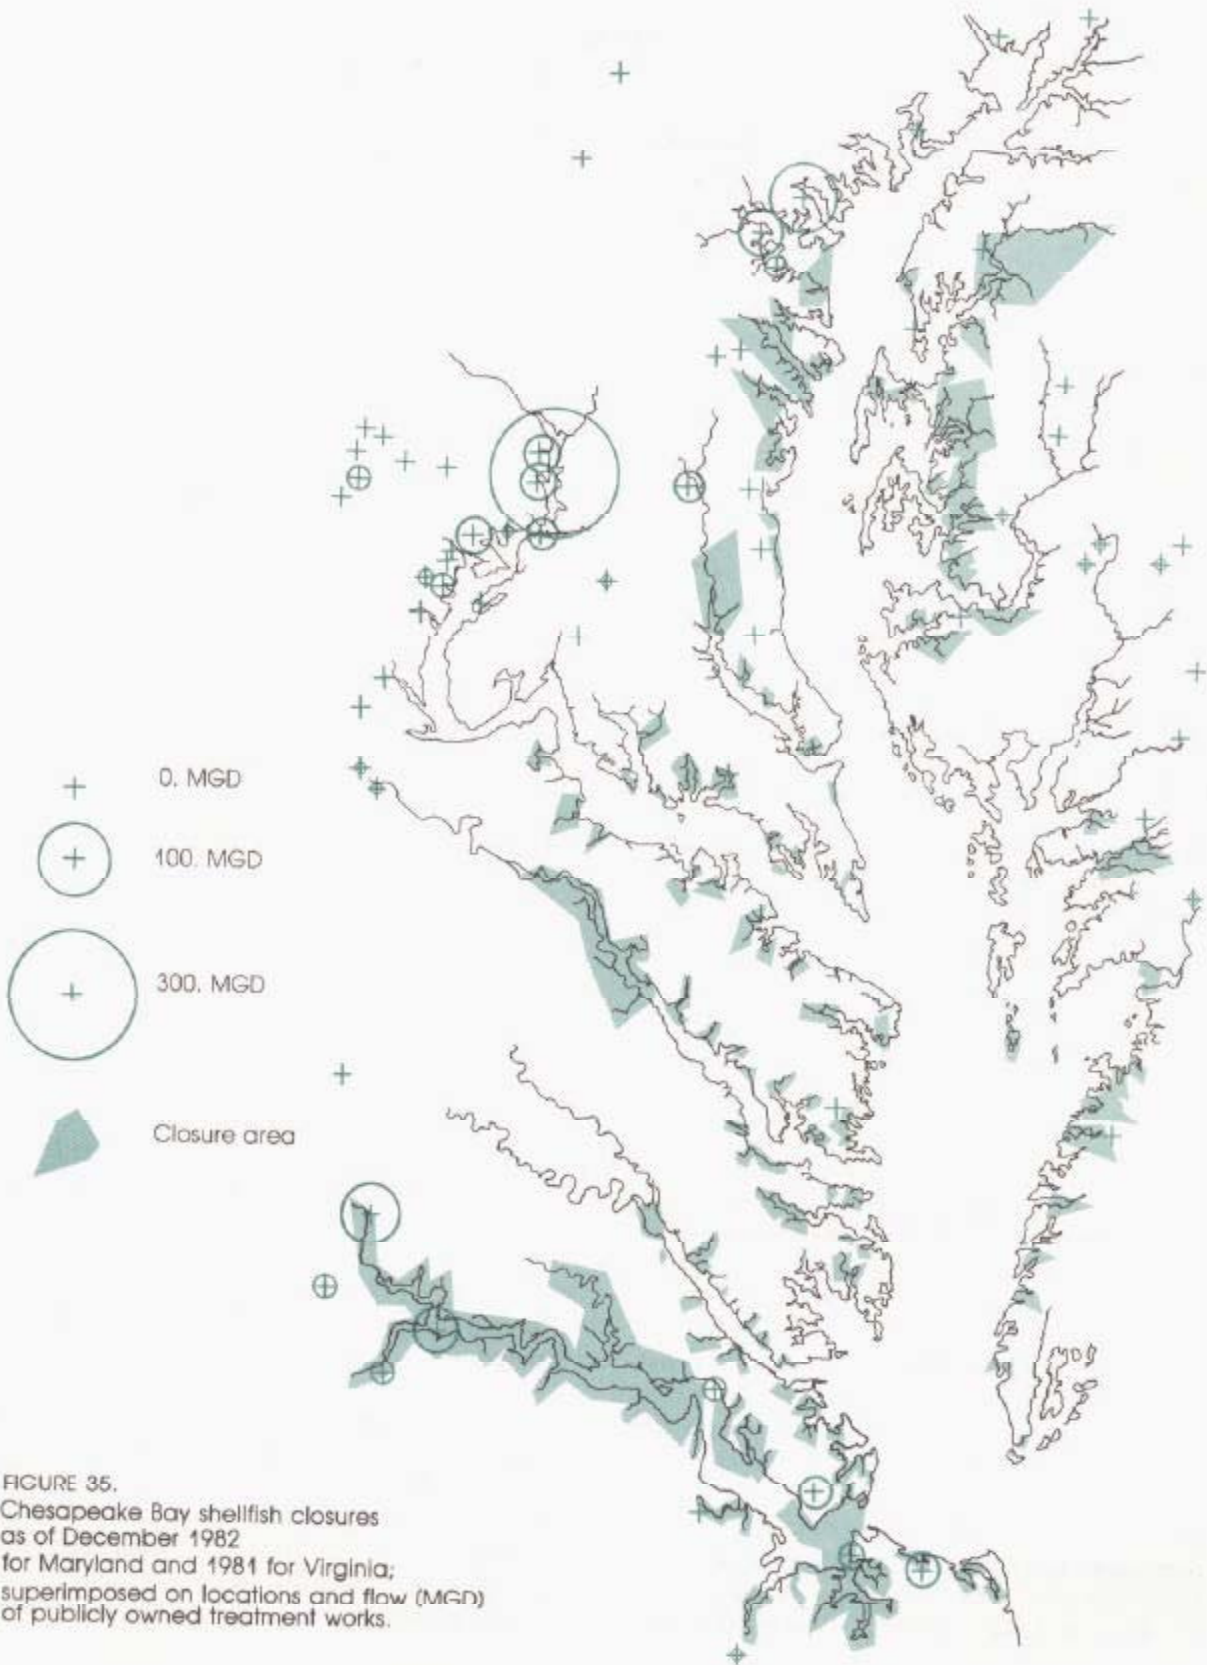 0. MGD
100. MGD
300. MGD
Closure area
FIGURE 35.
Chesapeake Bay shellfish closures
as of December 1982
for Maryland and 1981 for Virginia;
superimposed on locations and flow (MGD)
of publicly owned treatment works.